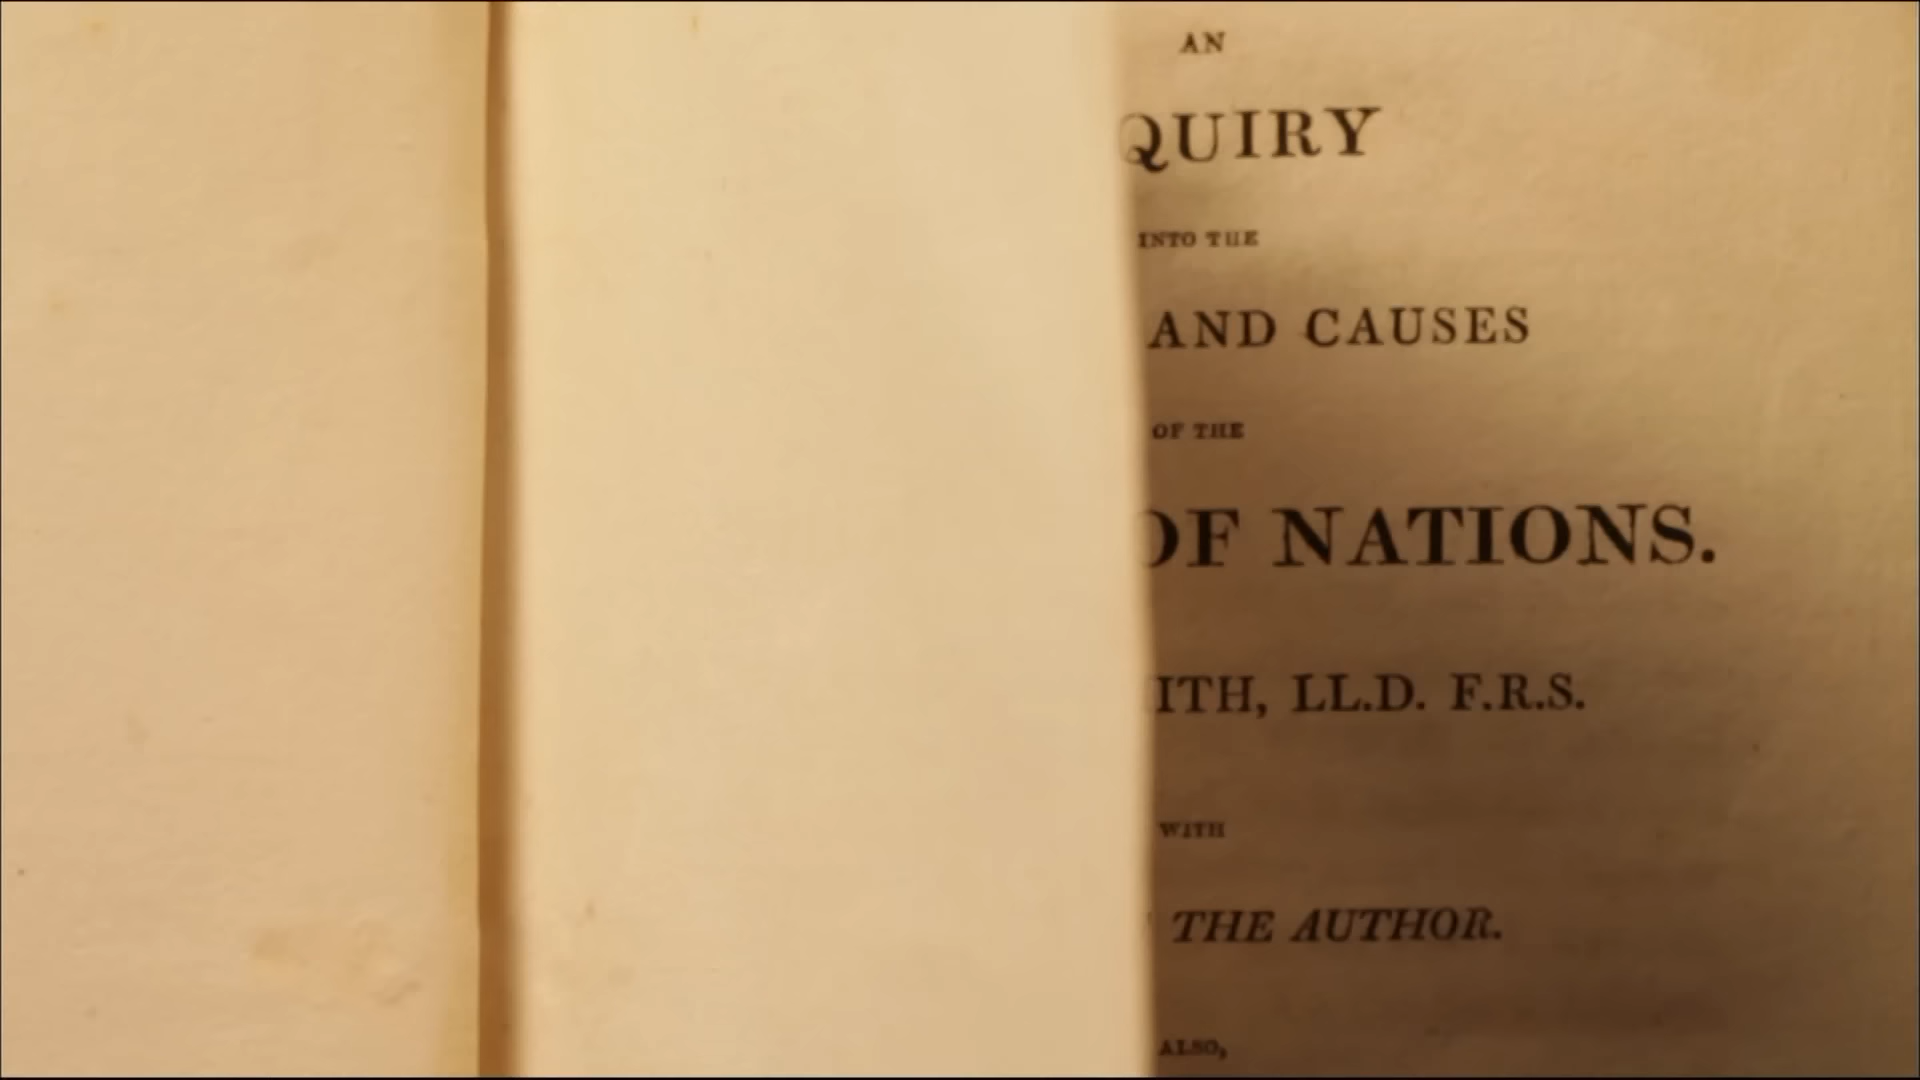 AN
QUIRY
INTO THE
AND CAUSES
OF THE
OF NATIONS.
ITH, LL.D. F.R.S.
WITH
THE AUTHOR.
ALSO,